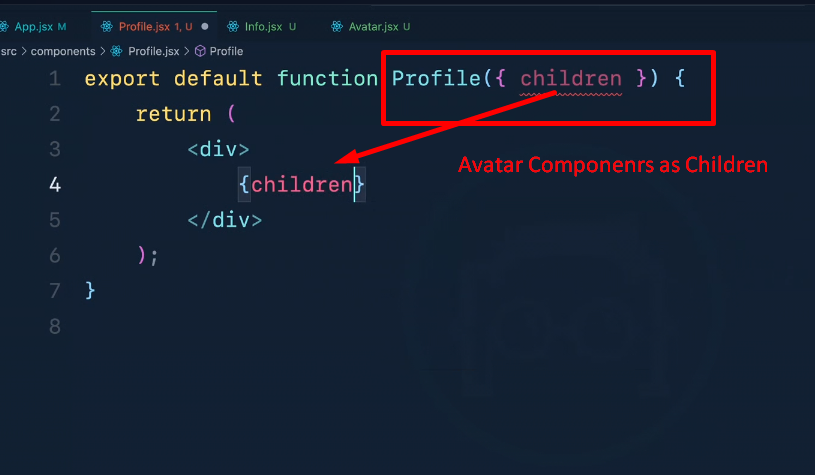 App.jsx M Profile.jsx 1, U Info.jsx U Avatar.jsx U
src > components > Profile.jsx > Profile
1 export default function Profile({ children }) {
2 return (
3 <div>
4 {children}
5 </div>
6 );
7 }
8
Avatar Componenrs as Children